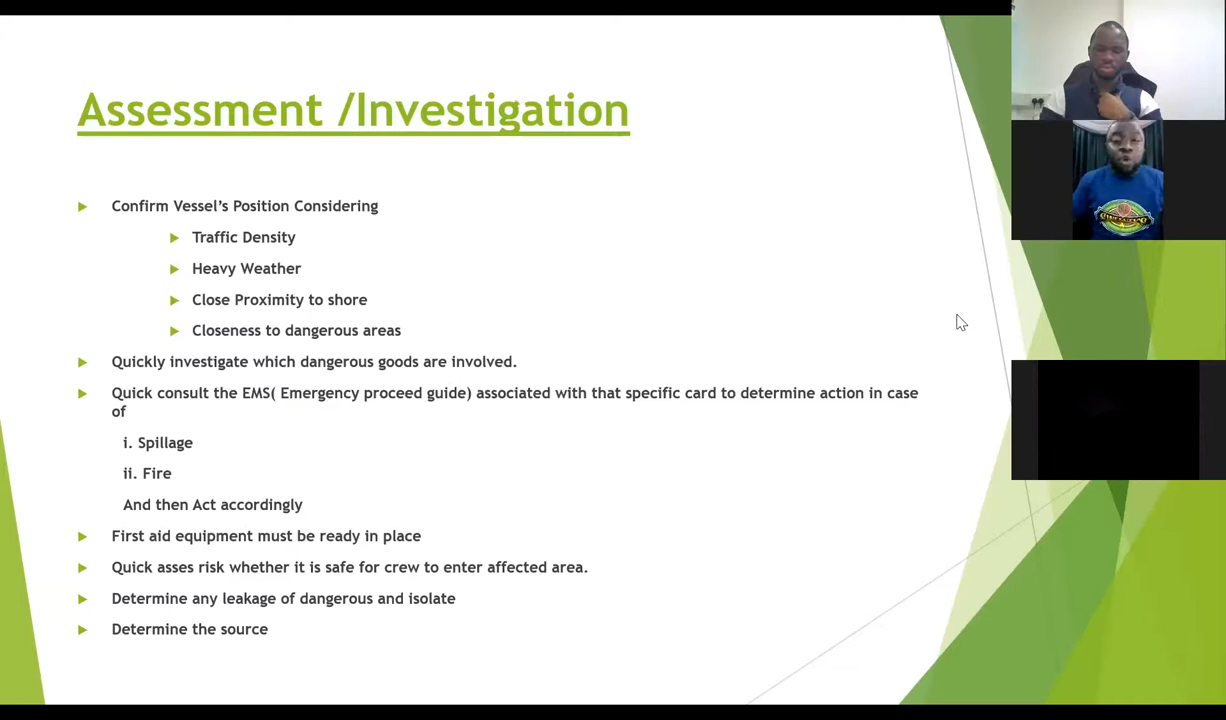 Assessment /Investigation
Confirm Vessel's Position Considering
Traffic Density
Heavy Weather
Close Proximity to shore
Closeness to dangerous areas
Quickly investigate which dangerous goods are involved.
Quick consult the EMS( Emergency proceed guide) associated with that specific card to determine action in case
of
i. Spillage
ii. Fire
And then Act accordingly
First aid equipment must be ready in place
Quick asses risk whether it is safe for crew to enter affected area.
Determine any leakage of dangerous and isolate
Determine the source